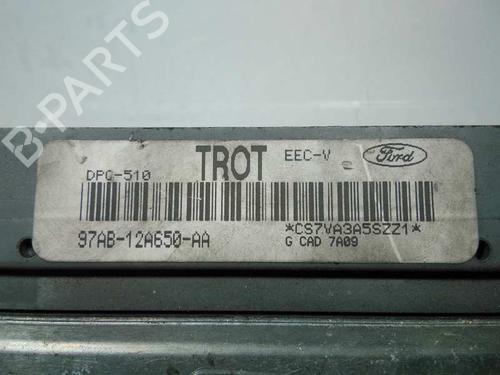 TROT EEC-V Ford
DPC-510
97AB-12A650-AA *CS7VA3A5SZZ1*
G CAD 7A09
B-PARTS